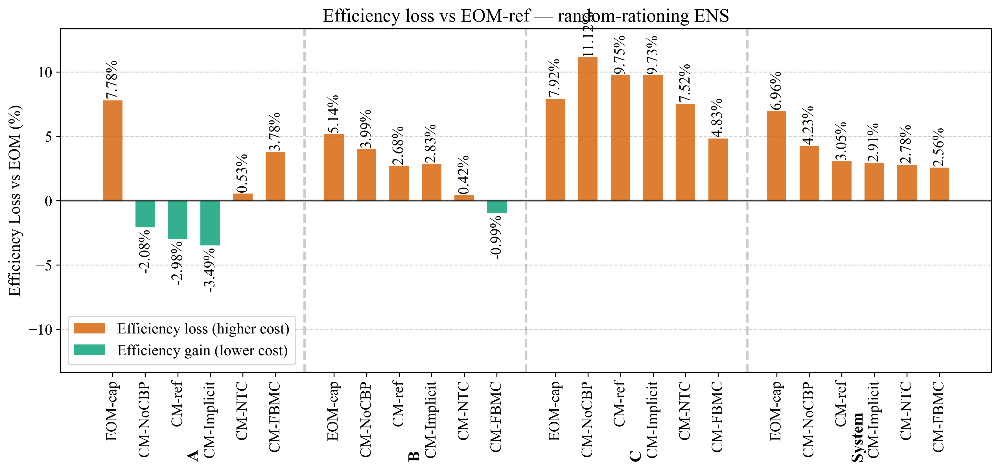 Efficiency loss vs EOM-ref — random-rationing ENS
Efficiency Loss vs EOM (%)
10
5
0
−5
−10
7.78%
-2.08%
-2.98%
-3.49%
0.53%
3.78%
5.14%
3.99%
2.68%
2.83%
0.42%
-0.99%
7.92%
11.12%
9.75%
9.73%
7.52%
4.83%
6.96%
4.23%
3.05%
2.91%
2.78%
2.56%
Efficiency loss (higher cost)
Efficiency gain (lower cost)
EOM-cap
CM-NoCBP
CM-ref
CM-Implicit
CM-NTC
CM-FBMC
EOM-cap
CM-NoCBP
CM-ref
CM-Implicit
CM-NTC
CM-FBMC
EOM-cap
CM-NoCBP
CM-ref
CM-Implicit
CM-NTC
CM-FBMC
EOM-cap
CM-NoCBP
CM-ref
CM-Implicit
CM-NTC
CM-FBMC
A
B
C
System